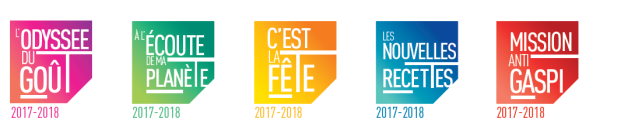 L'ODYSSEE
DU
GOÛT
2017-2018
À L'ÉCOUTE
DE MA
PLANÈTE
2017-2018
C'EST
LA
FÊTE
2017-2018
LES
NOUVELLES
RECETTES
2017-2018
MISSION
ANTI
GASPI
2017-2018